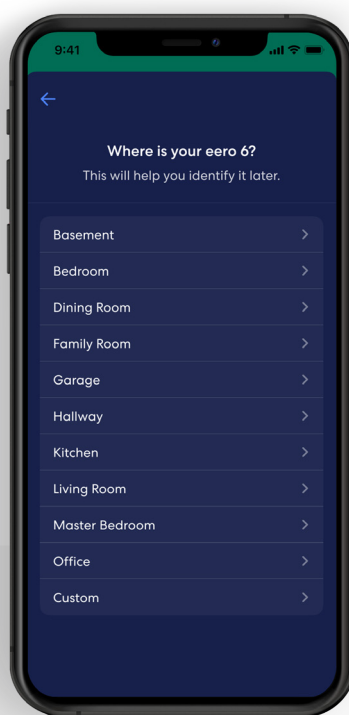 9:41
Where is your eero 6?
This will help you identify it later.
Basement
Bedroom
Dining Room
Family Room
Garage
Hallway
Kitchen
Living Room
Master Bedroom
Office
Custom